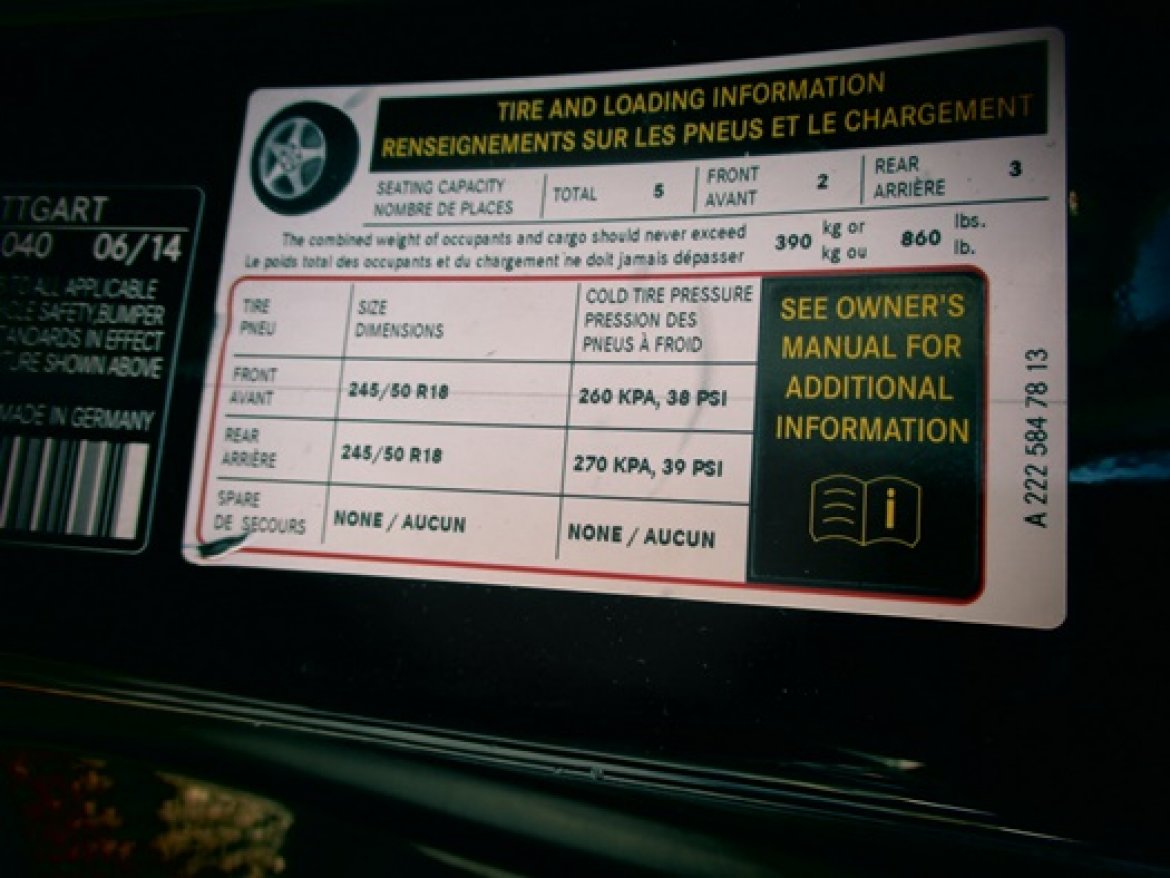 TIRE AND LOADING INFORMATION
RENSEIGNEMENTS SUR LES PNEUS ET LE CHARGEMENT
SEATING CAPACITY
NOMBRE DE PLACES
TOTAL 5
FRONT
AVANT
2
REAR
ARRIÈRE
3
The combined weight of occupants and cargo should never exceed
Le poids total des occupants et du chargement ne doit jamais dépasser
390 kg or
kg ou
860 lbs.
lb.
TIRE
PNEU
SIZE
DIMENSIONS
COLD TIRE PRESSURE
PRESSION DES
PNEUS À FROID
FRONT
AVANT
245/50 R18
260 KPA, 38 PSI
REAR
ARRIÈRE
245/50 R18
270 KPA, 39 PSI
SPARE
DE SECOURS
NONE / AUCUN
NONE / AUCUN
SEE OWNER'S
MANUAL FOR
ADDITIONAL
INFORMATION
i
A 222 584 78 13
TTGART
040 06/14
TO ALL APPLICABLE
SAFETY,BUMPER
IN EFFECT
SHOWN ABOVE
MADE IN GERMANY